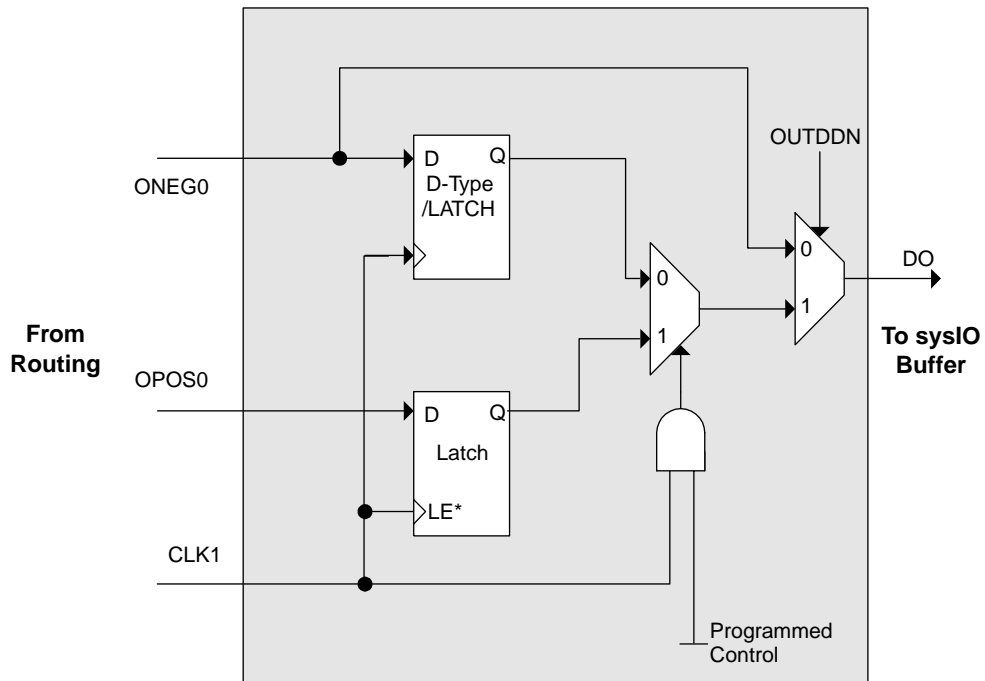 OUTDDN
ONEG0
D
Q
D-Type
/LATCH
0
1
0
1
DO
From
Routing
To sysIO
Buffer
OPOS0
D
Q
Latch
LE*
CLK1
Programmed
Control